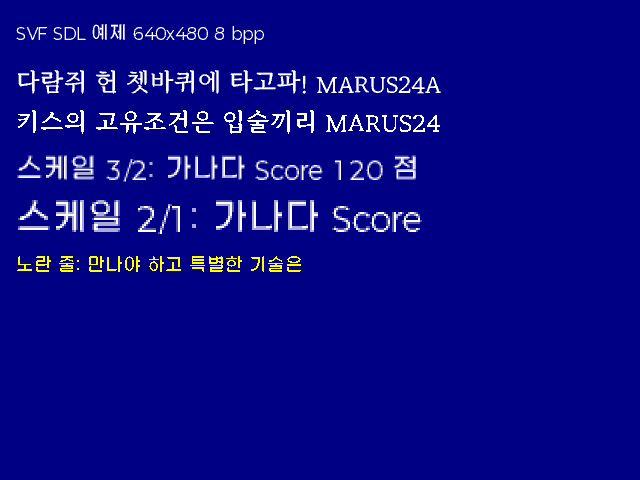 SVF SDL 예제 640x480 8 bpp
다람쥐 헌 쳇바퀴에 타고파! MARUS24A
키스의 고유조건은 입술끼리 MARUS24
스케일 3/2: 가나다 Score 120 점
스케일 2/1: 가나다 Score
노란 줄: 만나야 하고 특별한 기술은